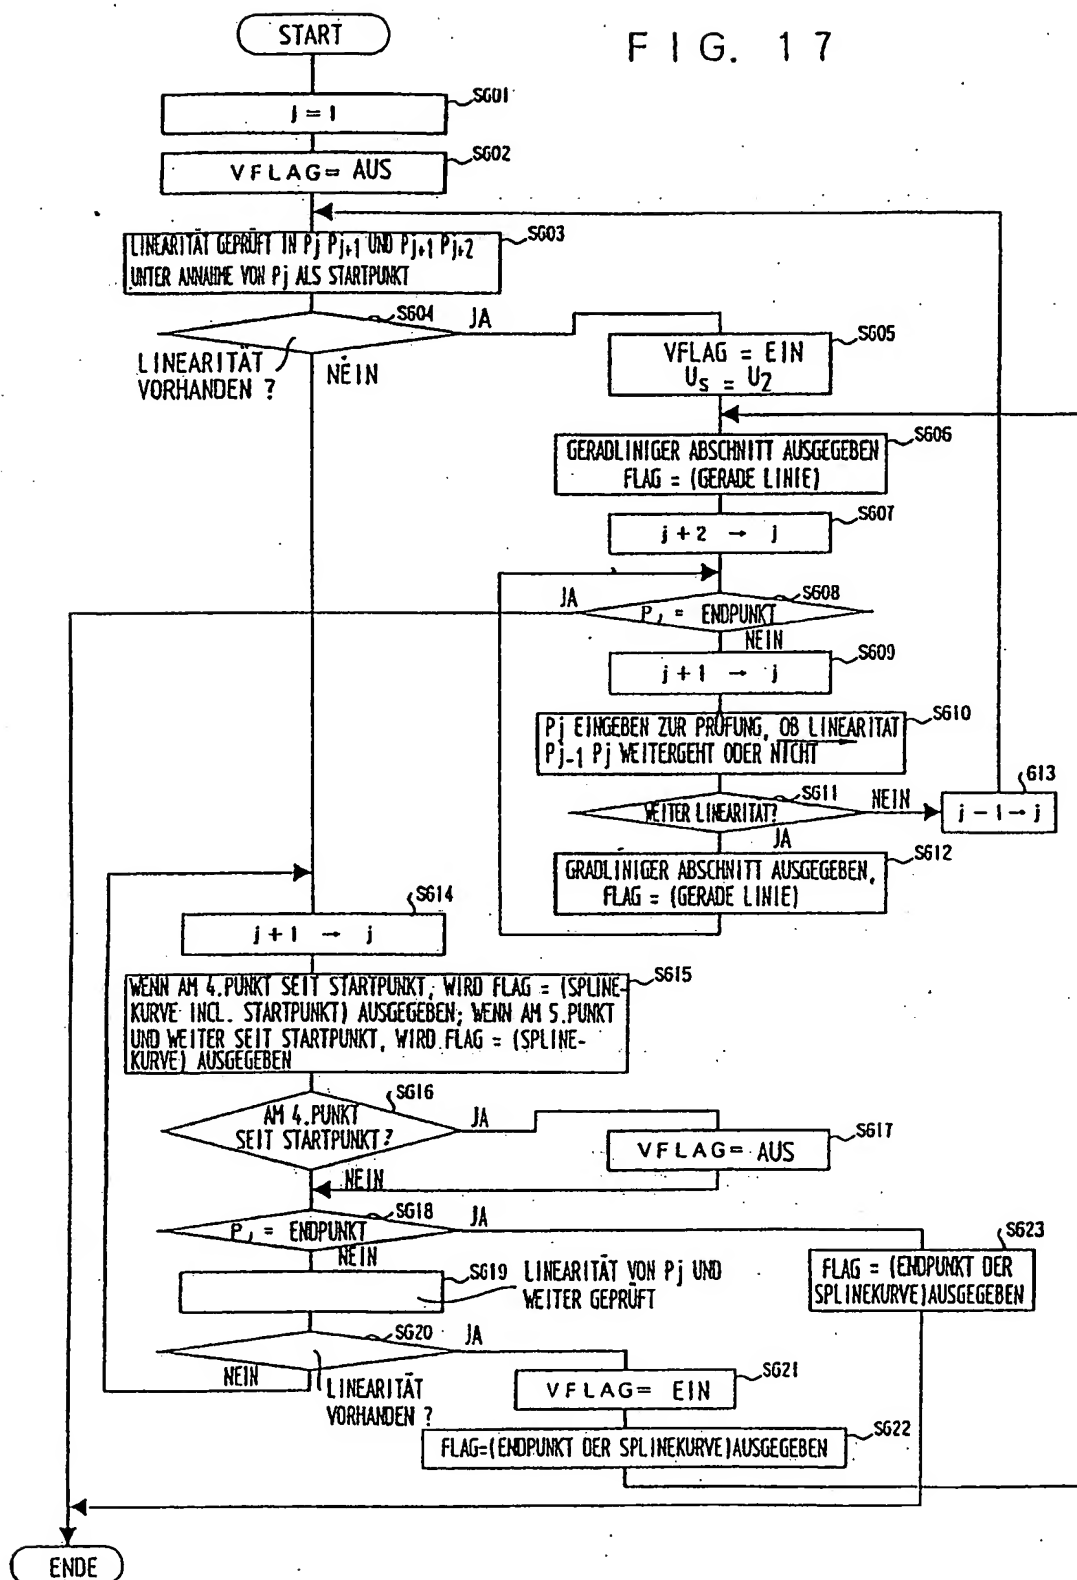 START
F I G. 17
S601
j = 1
S602
VFLAG = AUS
S603
LINEARITÄT GEPRÜFT IN Pj Pj+1 UND Pj+1 Pj+2
UNTER ANNAHME VON Pj ALS STARTPUNKT
S604
JA
LINEARITÄT
VORHANDEN ?
NEIN
S605
VFLAG = EIN
Us = U2
S606
GERADLINIGER ABSCHNITT AUSGEGEBEN
FLAG = (GERADE LINIE)
S607
j + 2 → j
JA
S608
Pj = ENDPUNKT
NEIN
S609
j + 1 → j
S610
Pj EINGEBEN ZUR PRÜFUNG, OB LINEARITAT
Pj-1 Pj WEITERGEHT ODER NICHT
S611
WEITER LINEARITAT?
NEIN
613
j - 1 → j
JA
S612
GRADLINIGER ABSCHNITT AUSGEGEBEN,
FLAG = (GERADE LINIE)
S614
j + 1 → j
S615
WENN AM 4.PUNKT SEIT STARTPUNKT, WIRD FLAG = (SPLINE-
KURVE INCL. STARTPUNKT) AUSGEGEBEN; WENN AM 5.PUNKT
UND WEITER SEIT STARTPUNKT, WIRD FLAG = (SPLINE-
KURVE) AUSGEGEBEN
S616
AM 4.PUNKT
SEIT STARTPUNKT?
JA
S617
VFLAG = AUS
NEIN
S618
Pj = ENDPUNKT
JA
NEIN
S619
LINEARITÄT VON Pj UND
WEITER GEPRÜFT
S623
FLAG = (ENDPUNKT DER
SPLINEKURVE)AUSGEGEBEN
S620
JA
NEIN
LINEARITÄT
VORHANDEN ?
S621
VFLAG = EIN
S622
FLAG=(ENDPUNKT DER SPLINEKURVE)AUSGEGEBEN
ENDE